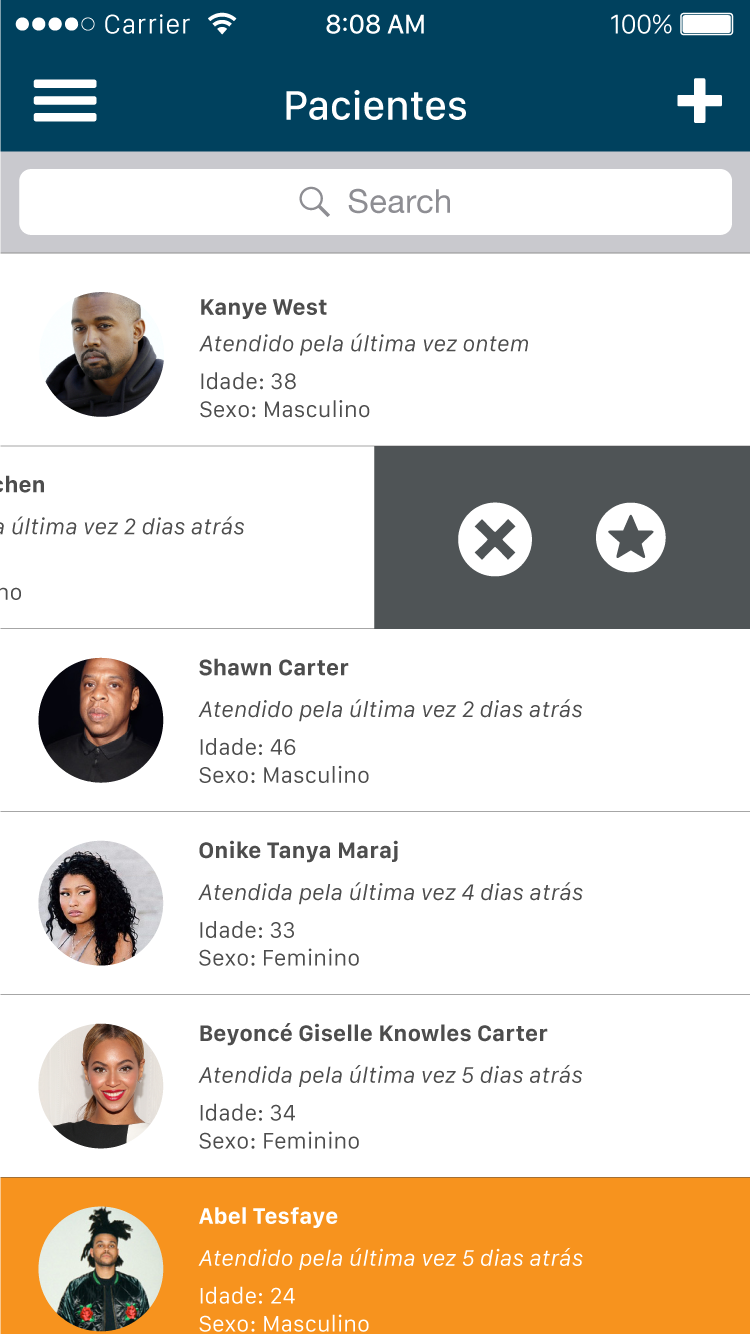 Carrier 8:08 AM 100%
Pacientes
Search
Kanye West
Atendido pela última vez ontem
Idade: 38
Sexo: Masculino
chen
a última vez 2 dias atrás
no
Shawn Carter
Atendido pela última vez 2 dias atrás
Idade: 46
Sexo: Masculino
Onike Tanya Maraj
Atendida pela última vez 4 dias atrás
Idade: 33
Sexo: Feminino
Beyoncé Giselle Knowles Carter
Atendida pela última vez 5 dias atrás
Idade: 34
Sexo: Feminino
Abel Tesfaye
Atendido pela última vez 5 dias atrás
Idade: 24
Sexo: Masculino